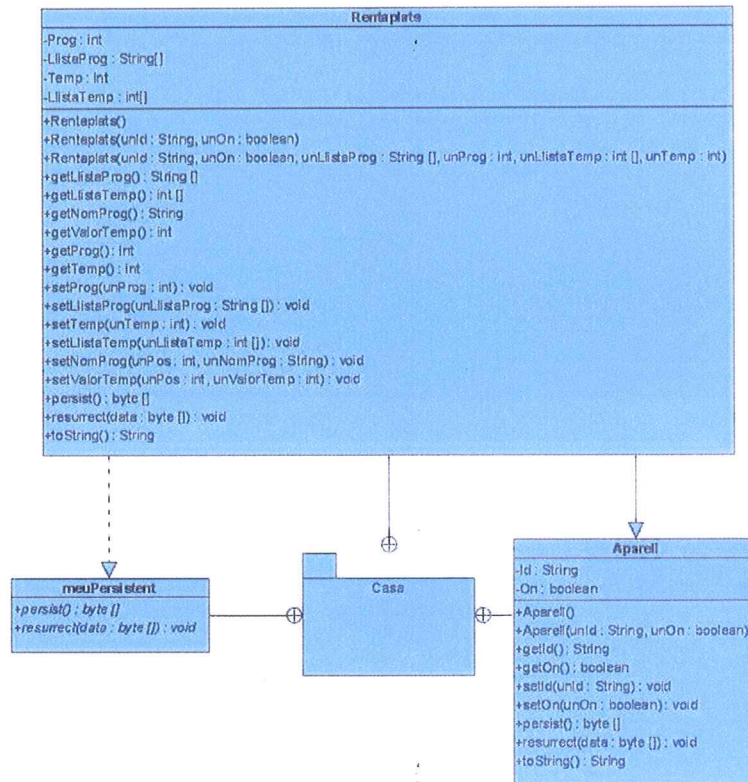 Rentaplats
-Prog : int
-LlistaProg : String[]
-Temp : int
-LlistaTemp : int[]
+Rentaplats()
+Rentaplats(unId : String, unOn : boolean)
+Rentaplats(unId : String, unOn : boolean, unLlistaProg : String [], unProg : int, unLlistaTemp : int [], unTemp : int)
+getLlistaProg() : String []
+getLlistaTemp() : int []
+getNomProg() : String
+getValorTemp() : int
+getProg() : int
+getTemp() : int
+setProg(unProg : int) : void
+setLlistaProg(unLlistaProg : String []) : void
+setTemp(unTemp : int) : void
+setLlistaTemp(unLlistaTemp : int []) : void
+setNomProg(unPos : int, unNomProg : String) : void
+setValorTemp(unPos : int, unValorTemp : int) : void
+persist() : byte []
+resurrect(data : byte []) : void
+toString() : String
meuPersistent
+persist() : byte []
+resurrect(data : byte []) : void
Casa
Aparell
-Id : String
-On : boolean
+Aparell()
+Aparell(unId : String, unOn : boolean)
+getId() : String
+getOn() : boolean
+setId(unId : String) : void
+setOn(unOn : boolean) : void
+persist() : byte []
+resurrect(data : byte []) : void
+toString() : String